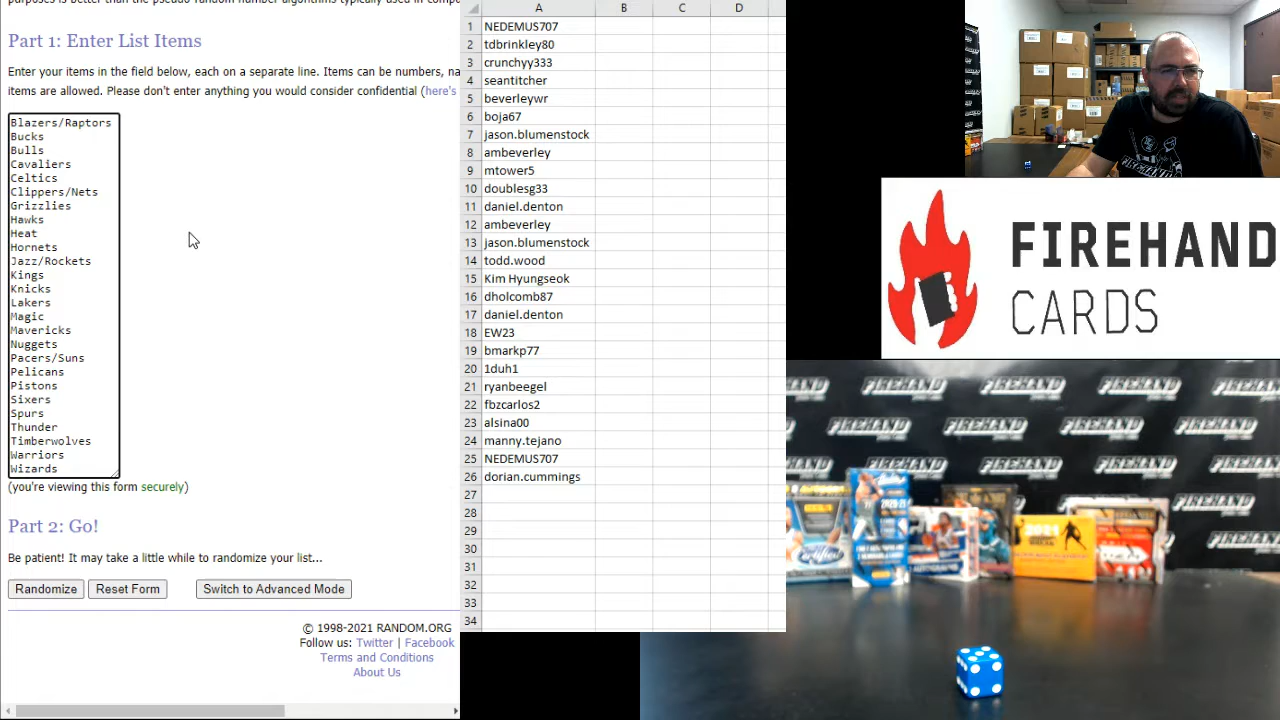 purposes is better than the pseudo-random number algorithms typically used in compu
Part 1: Enter List Items
Enter your items in the field below, each on a separate line. Items can be numbers, na
items are allowed. Please don't enter anything you would consider confidential (here's
Blazers/Raptors
Bucks
Bulls
Cavaliers
Celtics
Clippers/Nets
Grizzlies
Hawks
Heat
Hornets
Jazz/Rockets
Kings
Knicks
Lakers
Magic
Mavericks
Nuggets
Pacers/Suns
Pelicans
Pistons
Sixers
Spurs
Thunder
Timberwolves
Warriors
Wizards
(you're viewing this form securely)
Part 2: Go!
Be patient! It may take a little while to randomize your list...
Randomize Reset Form Switch to Advanced Mode
© 1998-2021 RANDOM.ORG
Follow us: Twitter | Facebook
Terms and Conditions
About Us
A B C D
1 NEDEMUS707
2 tdbrinkley80
3 crunchyy333
4 seantitcher
5 beverleywr
6 boja67
7 jason.blumenstock
8 ambeverley
9 mtower5
10 doublesg33
11 daniel.denton
12 ambeverley
13 jason.blumenstock
14 todd.wood
15 Kim Hyungseok
16 dholcomb87
17 daniel.denton
18 EW23
19 bmarkp77
20 1duh1
21 ryanbeegel
22 fbzcarlos2
23 alsina00
24 manny.tejano
25 NEDEMUS707
26 dorian.cummings
27
28
29
30
31
32
33
34
FIREHAND
CARDS
FIREHAND
FIREHAND
FIREHAND
FIREHAND
FIREHAND